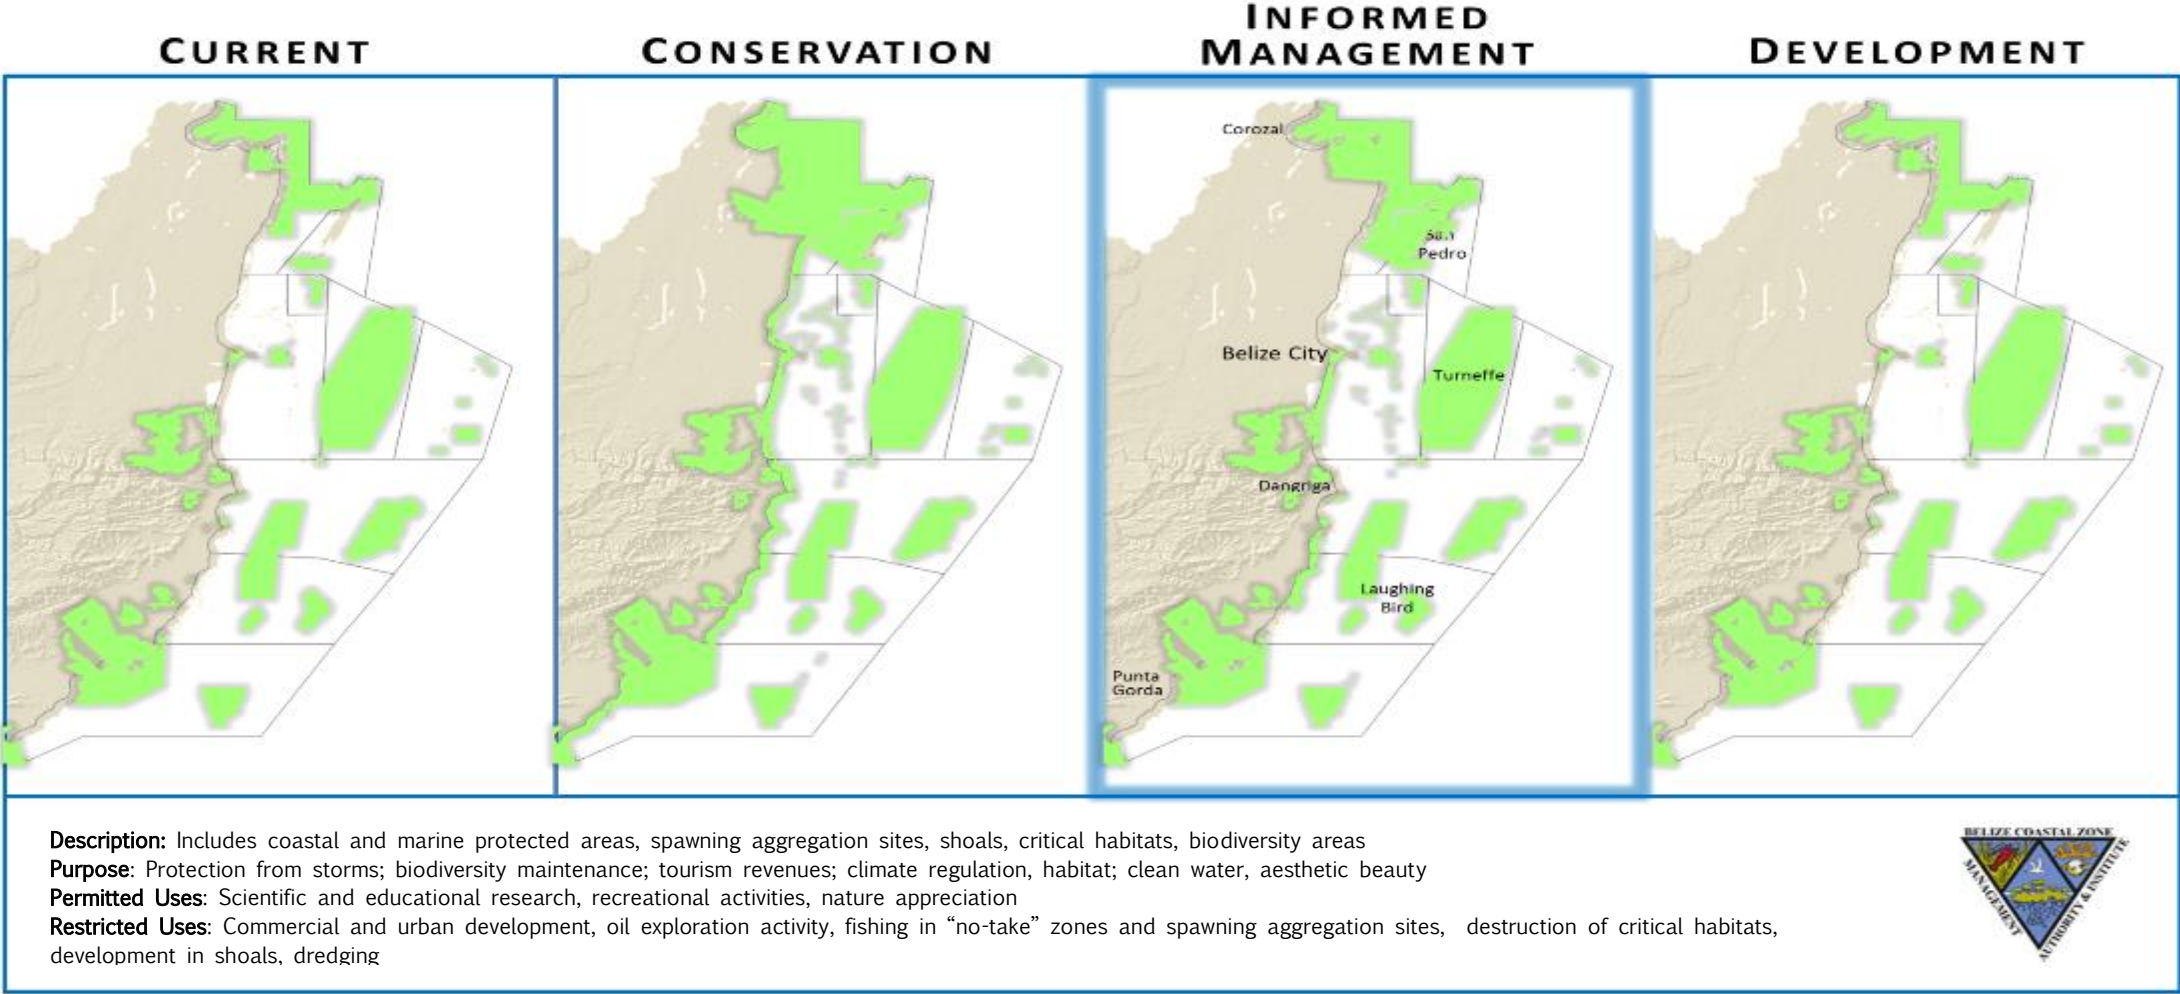 CURRENT
CONSERVATION
INFORMED
MANAGEMENT
DEVELOPMENT
Corozal
Pedro
Belize City
Turneffe
Dangriga
Laughing
Bird
Punta
Gorda
Description: Includes coastal and marine protected areas, spawning aggregation sites, shoals, critical habitats, biodiversity areas
Purpose: Protection from storms; biodiversity maintenance; tourism revenues; climate regulation, habitat; clean water, aesthetic beauty
Permitted Uses: Scientific and educational research, recreational activities, nature appreciation
Restricted Uses: Commercial and urban development, oil exploration activity, fishing in “no-take” zones and spawning aggregation sites, destruction of critical habitats,
development in shoals, dredging
BELIZE COASTAL ZONE
MANAGEMENT
AUTHORITY & INSTITUTE